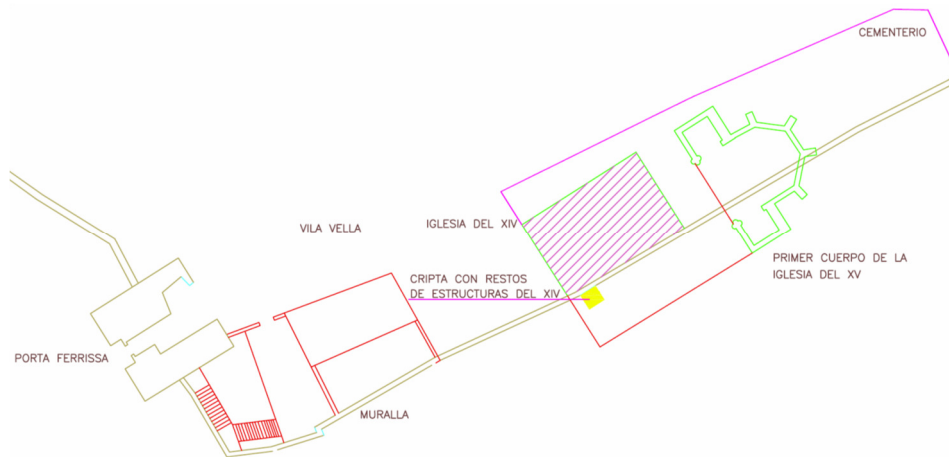 CEMENTERIO
VILA VELLA
IGLESIA DEL XIV
PRIMER CUERPO DE LA
IGLESIA DEL XV
CRIPTA CON RESTOS
DE ESTRUCTURAS DEL XIV
PORTA FERRISSA
MURALLA